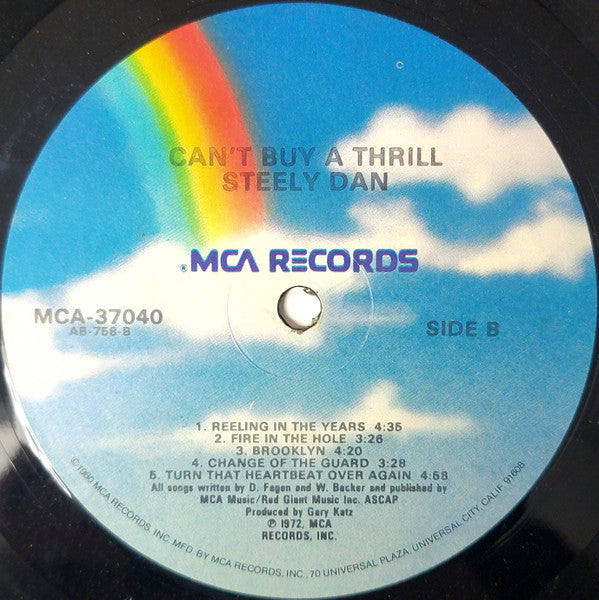 C
CAN'T BUY A THRILL
STEELY DAN
®MCA RECORDS
MCA-37040
AB-758-B
SIDE B
1. REELING IN THE YEARS 4:35
2. FIRE IN THE HOLE 3:26
3. BROOKLYN 4:20
4. CHANGE OF THE GUARD 3:28
5. TURN THAT HEARTBEAT OVER AGAIN 4:58
All songs written by D. Fagen and W. Becker and published by
MCA Music/Red Giant Music Inc. ASCAP
Produced by Gary Katz
℗ 1972, MCA
RECORDS, INC.
©1980 MCA RECORDS, INC. MFD. BY MCA RECORDS, INC., 70 UNIVERSAL PLAZA, UNIVERSAL CITY, CALIF. 91608